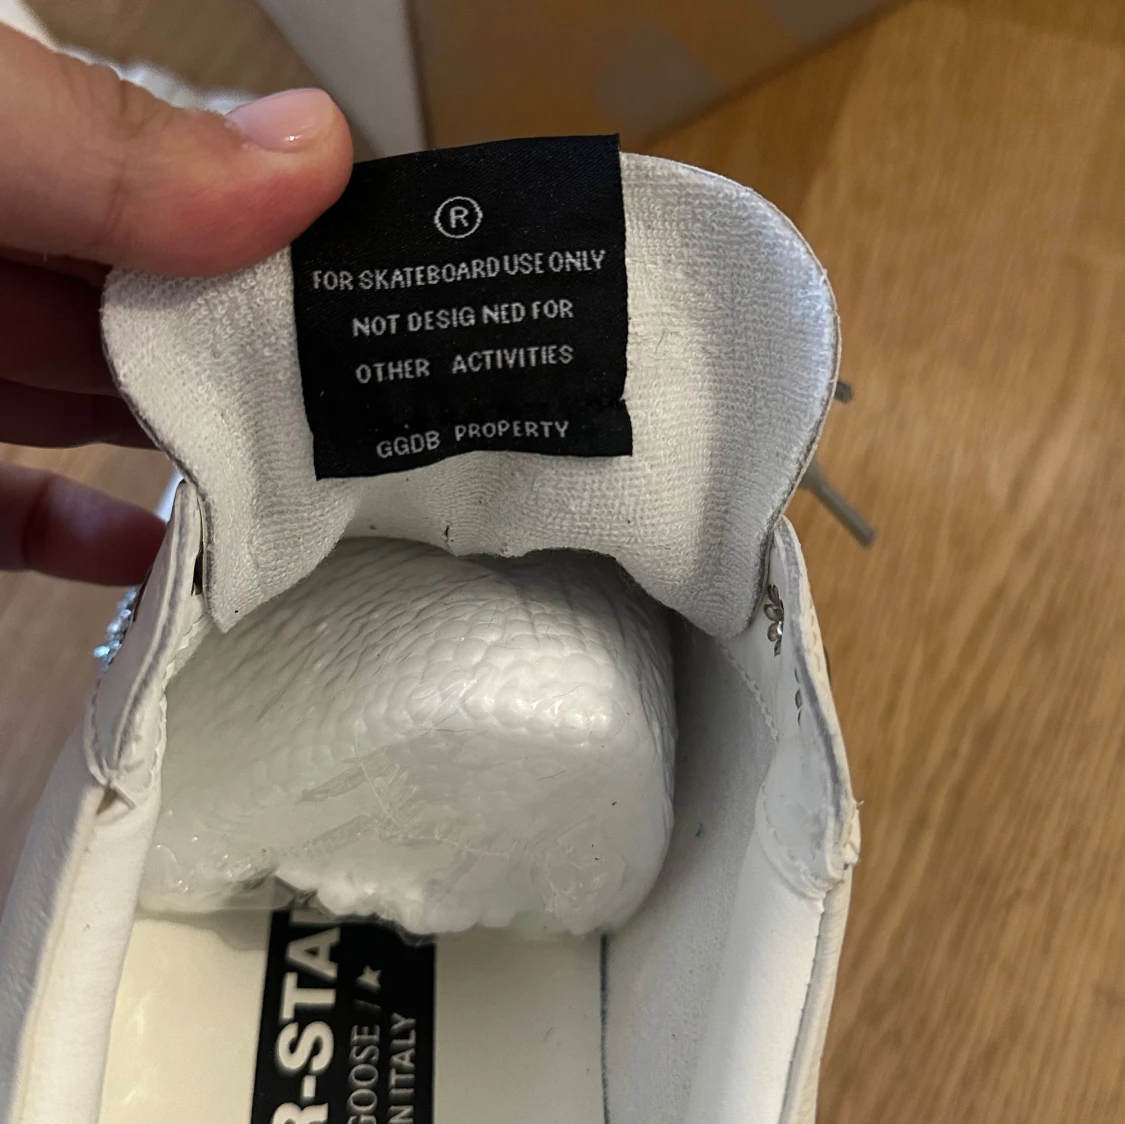 ®
FOR SKATEBOARD USE ONLY
NOT DESIG NED FOR
OTHER ACTIVITIES
GGDB PROPERTY
R-STA
GOOSE / ★
N ITALY